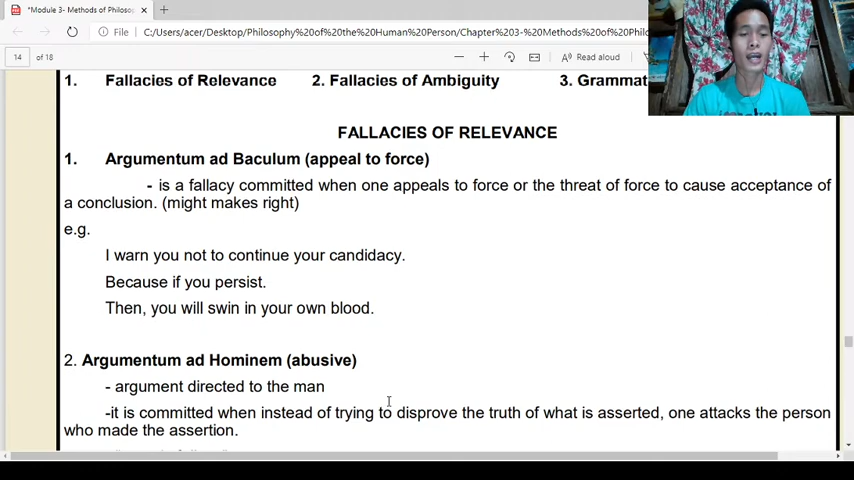 *Module 3- Methods of Philosop
File
C:/Users/acer/Desktop/Philosophy%20of%20the%20Human%20Person/Chapter%203-%20Methods%20of%20Philo
14 of 18
Read aloud
1. Fallacies of Relevance 2. Fallacies of Ambiguity 3. Grammat
FALLACIES OF RELEVANCE
1. Argumentum ad Baculum (appeal to force)
- is a fallacy committed when one appeals to force or the threat of force to cause acceptance of
a conclusion. (might makes right)
e.g.
I warn you not to continue your candidacy.
Because if you persist.
Then, you will swin in your own blood.
2. Argumentum ad Hominem (abusive)
- argument directed to the man
-it is committed when instead of trying to disprove the truth of what is asserted, one attacks the person
who made the assertion.